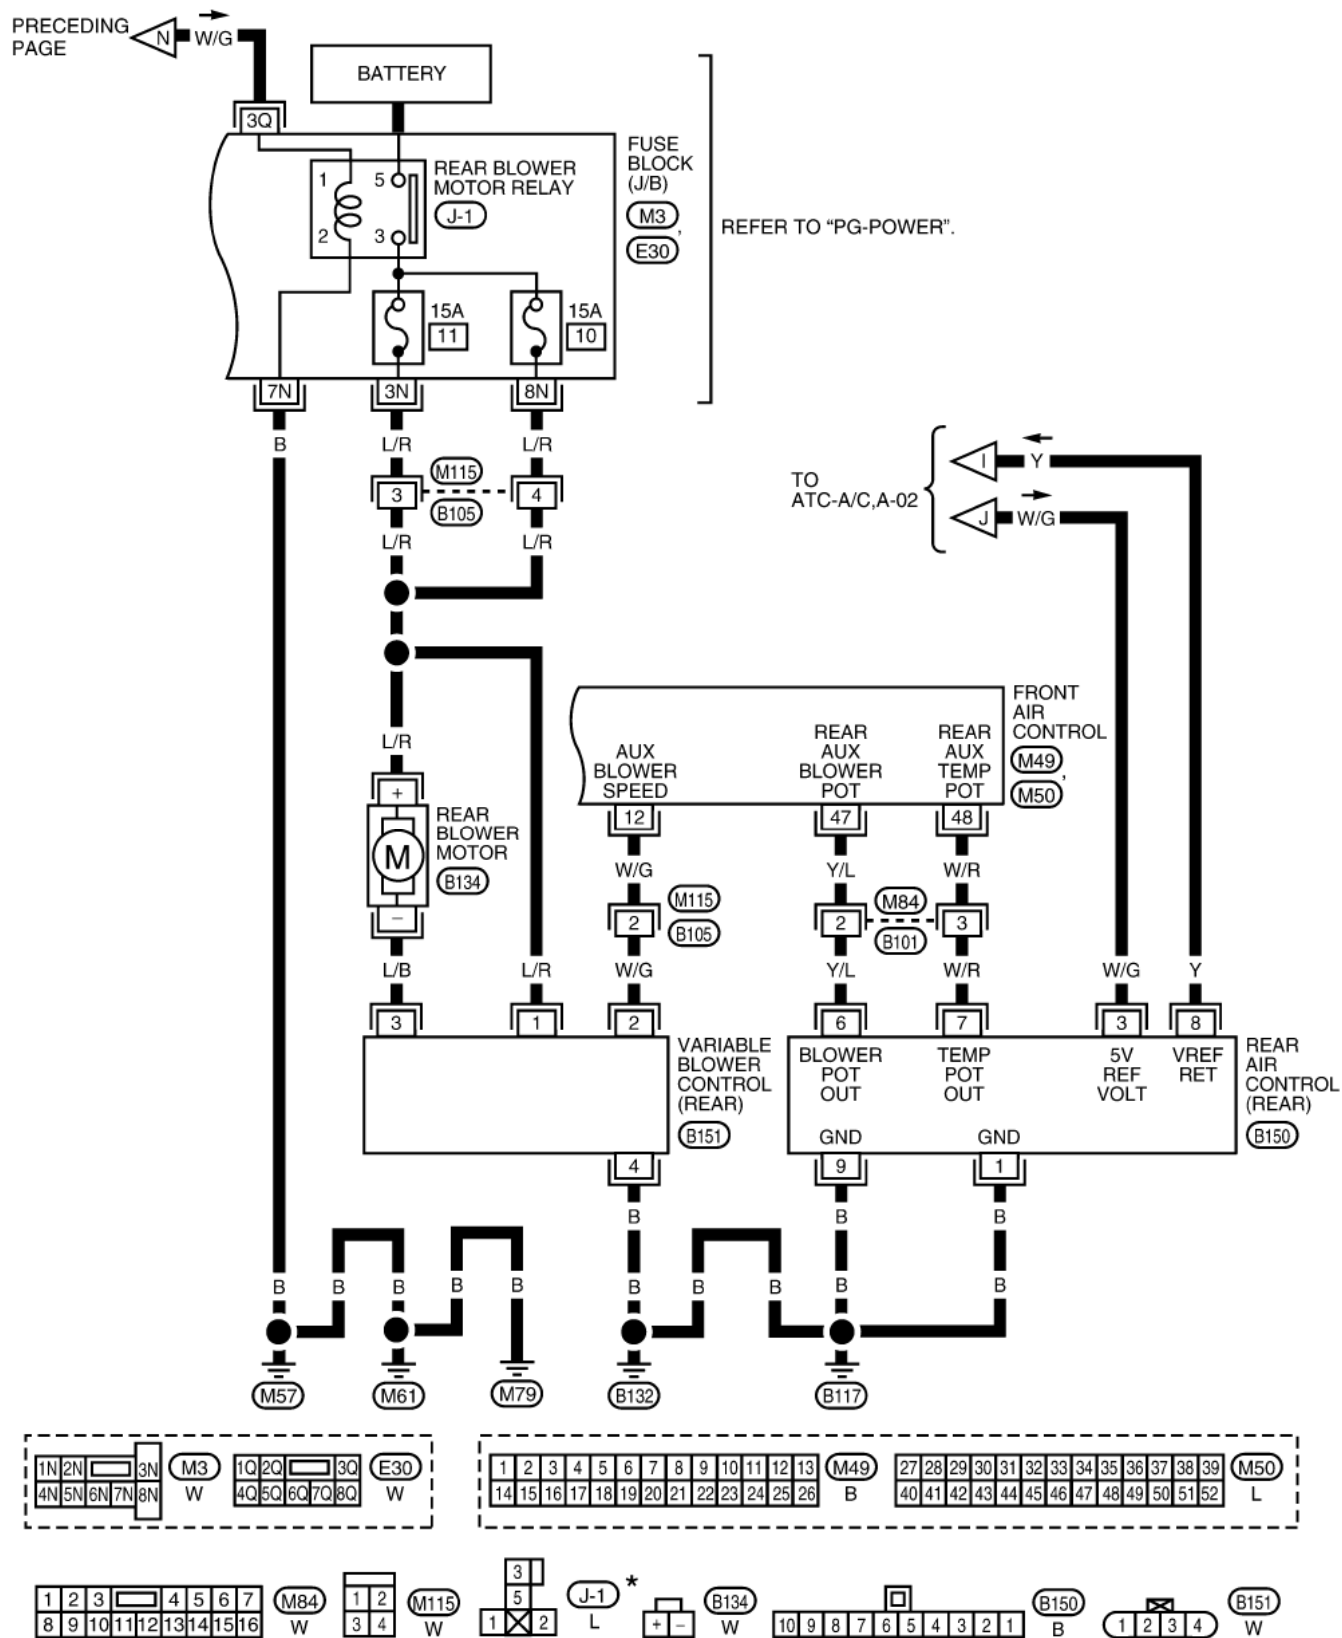 PRECEDING
PAGE
N
W/G
BATTERY
3Q
1
5
2
3
REAR BLOWER
MOTOR RELAY
J-1
FUSE
BLOCK
(J/B)
M3
,
E30
REFER TO “PG-POWER”.
15A
11
15A
10
7N
3N
8N
B
L/R
L/R
3
M115
B105
4
L/R
L/R
TO
ATC-A/C,A-02
I
Y
J
W/G
L/R
+
M
−
REAR
BLOWER
MOTOR
B134
FRONT
AIR
CONTROL
M49
,
M50
AUX
BLOWER
SPEED
REAR
AUX
BLOWER
POT
REAR
AUX
TEMP
POT
12
47
48
W/G
Y/L
W/R
2
M115
B105
2
M84
B101
3
L/B
L/R
W/G
Y/L
W/R
W/G
Y
3
1
2
6
7
3
8
VARIABLE
BLOWER
CONTROL
(REAR)
B151
BLOWER
POT
OUT
TEMP
POT
OUT
5V
REF
VOLT
VREF
RET
GND
GND
REAR
AIR
CONTROL
(REAR)
B150
4
9
1
B
B
B
B B B B B B B B B B
M57
M61
M79
B132
B117
1N 2N 3N
4N 5N 6N 7N 8N
M3
W
1Q 2Q 3Q
4Q 5Q 6Q 7Q 8Q
E30
W
1 2 3 4 5 6 7 8 9 10 11 12 13
14 15 16 17 18 19 20 21 22 23 24 25 26
M49
B
27 28 29 30 31 32 33 34 35 36 37 38 39
40 41 42 43 44 45 46 47 48 49 50 51 52
M50
L
1 2 3 4 5 6 7
8 9 10 11 12 13 14 15 16
M84
W
1 2
3 4
M115
W
3
5
1 2
J-1 *
L
+ −
B134
W
10 9 8 7 6 5 4 3 2 1
B150
B
1 2 3 4
B151
W